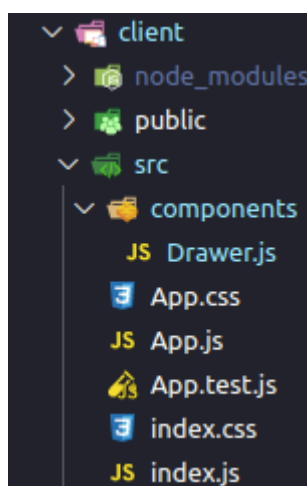 client
node_modules
public
src
components
JS Drawer.js
App.css
JS App.js
App.test.js
index.css
JS index.js